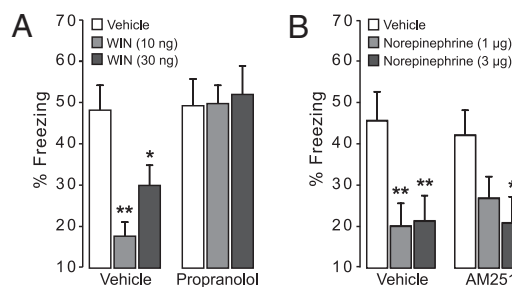 A
% Freezing
70
60
50
40
30
20
10
Vehicle
WIN (10 ng)
WIN (30 ng)
**
*
Vehicle
Propranolol
B
% Freezing
70
60
50
40
30
20
10
Vehicle
Norepinephrine (1 µg)
Norepinephrine (3 µg)
**
**
*
Vehicle
AM251